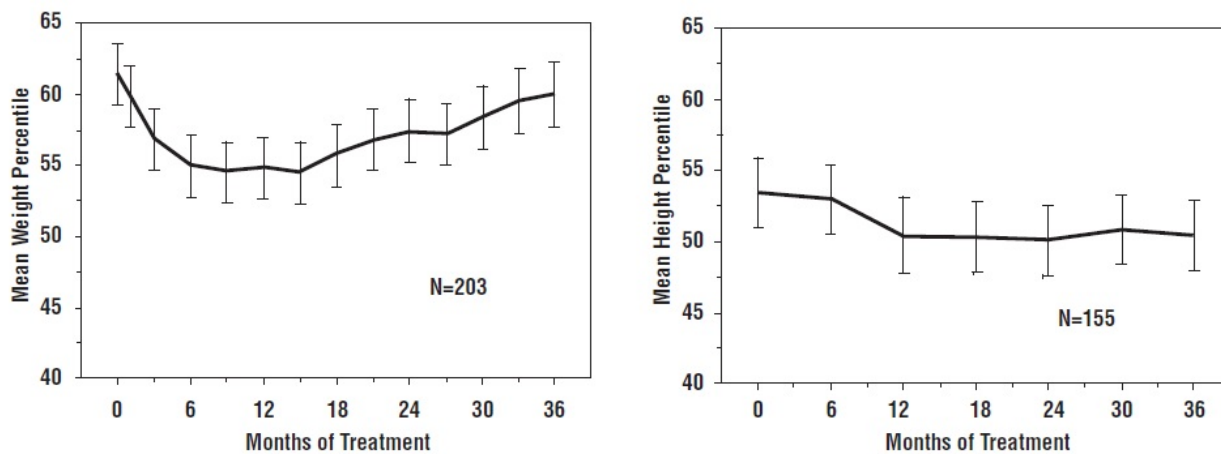 Mean Weight Percentile
65
60
55
50
45
40
N=203
0 6 12 18 24 30 36
Months of Treatment
Mean Height Percentile
65
60
55
50
45
40
N=155
0 6 12 18 24 30 36
Months of Treatment